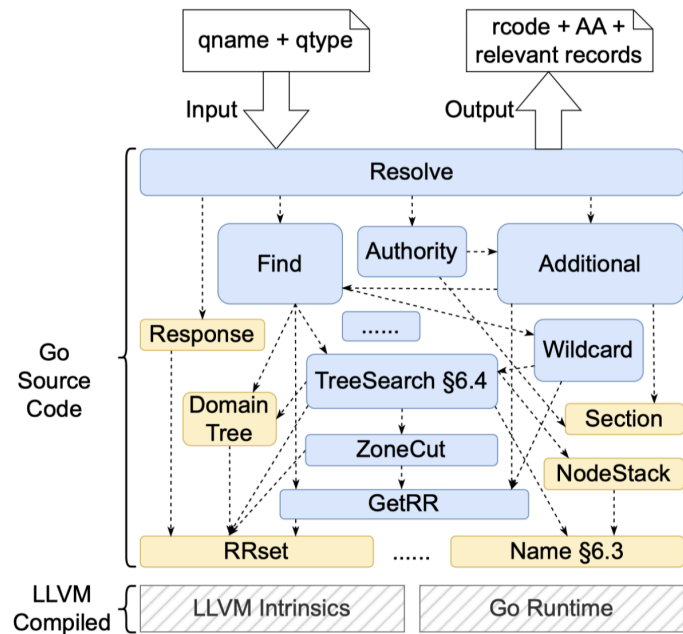 qname + qtype
rcode + AA +
relevant records
Input
Output
Resolve
Find
Authority
Additional
Response
......
Wildcard
Go
Source
Code
TreeSearch §6.4
Domain
Tree
Section
ZoneCut
NodeStack
GetRR
RRset
......
Name §6.3
LLVM
Compiled
LLVM Intrinsics
Go Runtime